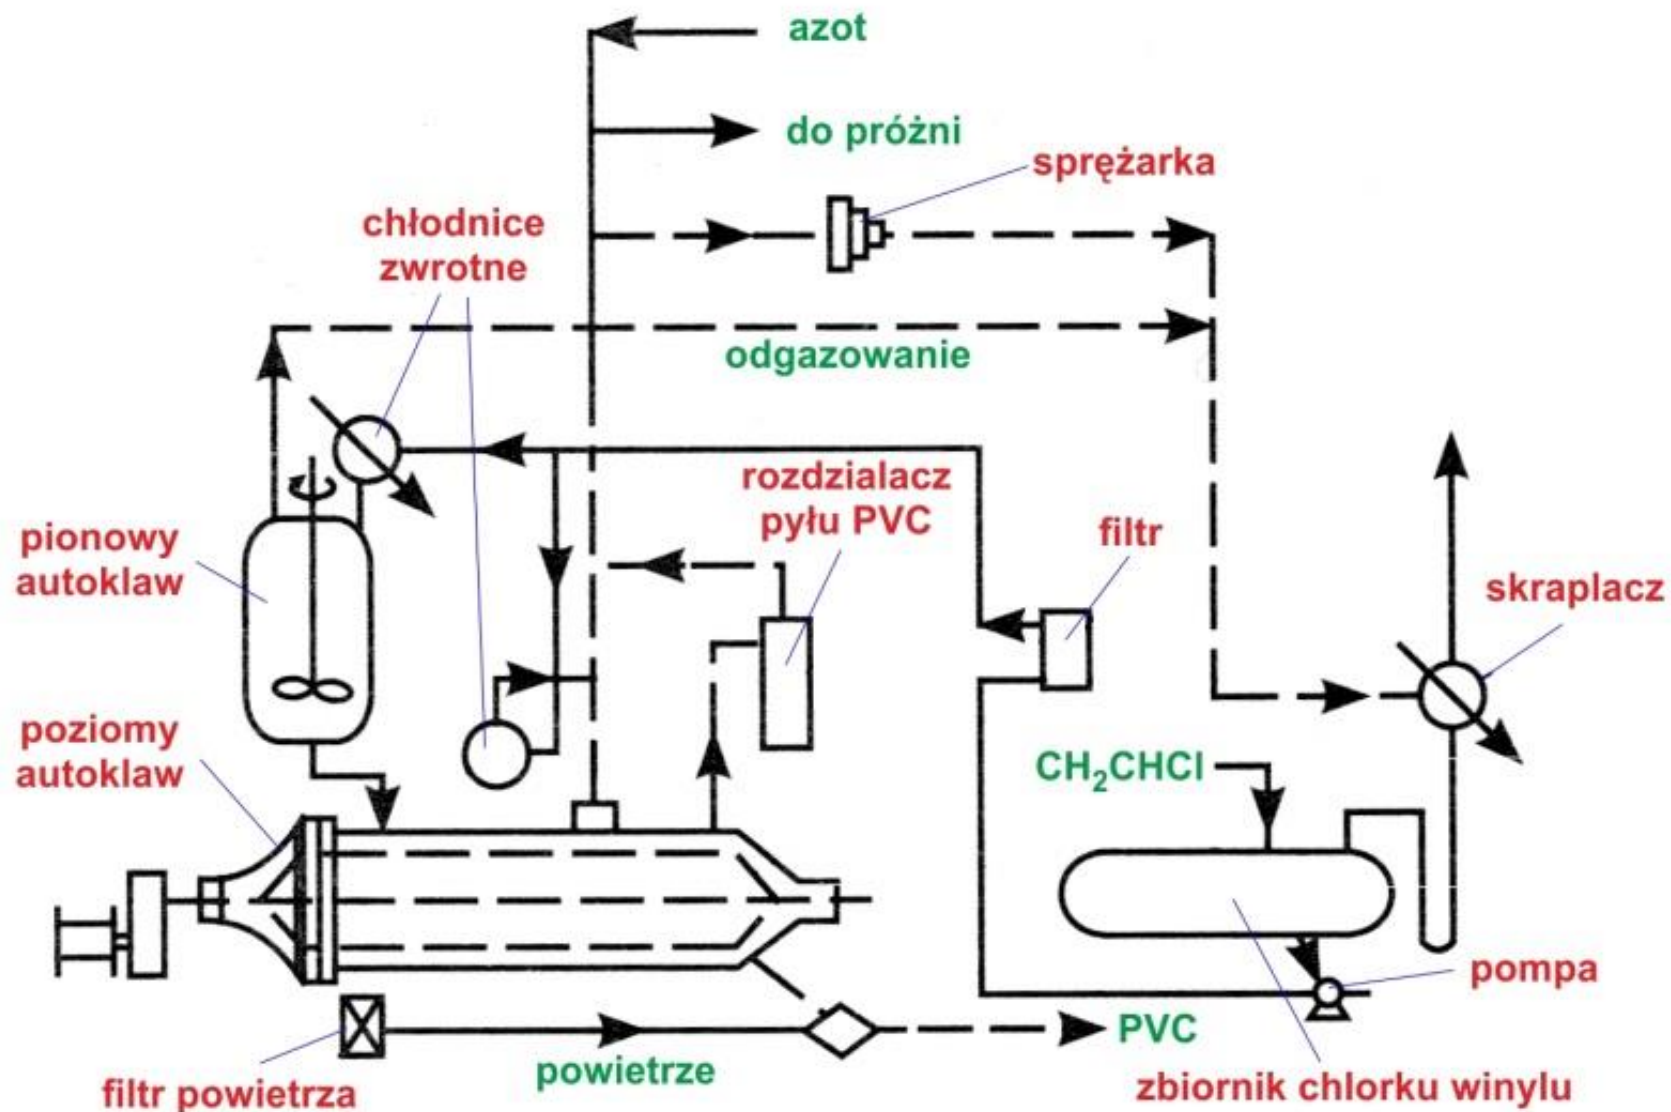 azot
do próżni
sprężarka
chłodnice
zwrotne
odgazowanie
rozdzialacz
pyłu PVC
filtr
pionowy
autoklaw
skraplacz
poziomy
autoklaw
CH₂CHCl
pompa
PVC
powietrze
filtr powietrza
zbiornik chlorku winylu